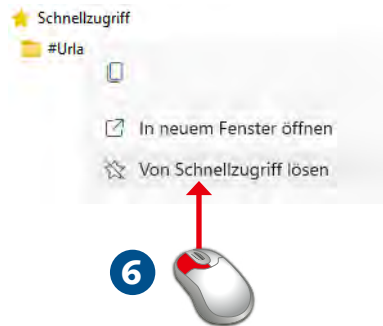 Schnellzugriff
#Urla
In neuem Fenster öffnen
Von Schnellzugriff lösen
6